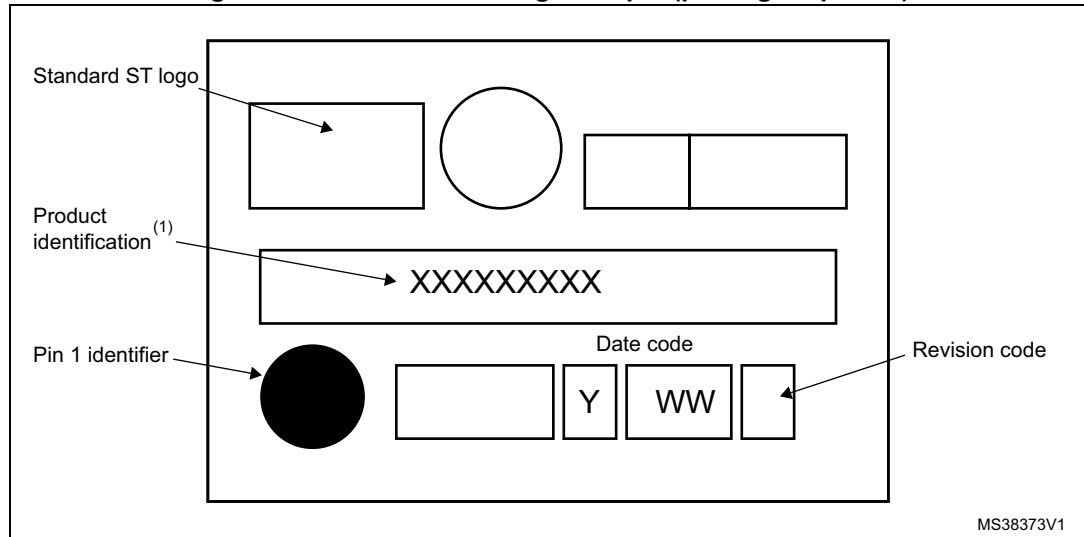 Standard ST logo
Product
identification (1)
XXXXXXXXX
Date code
Pin 1 identifier
Revision code
Y
WW
MS38373V1